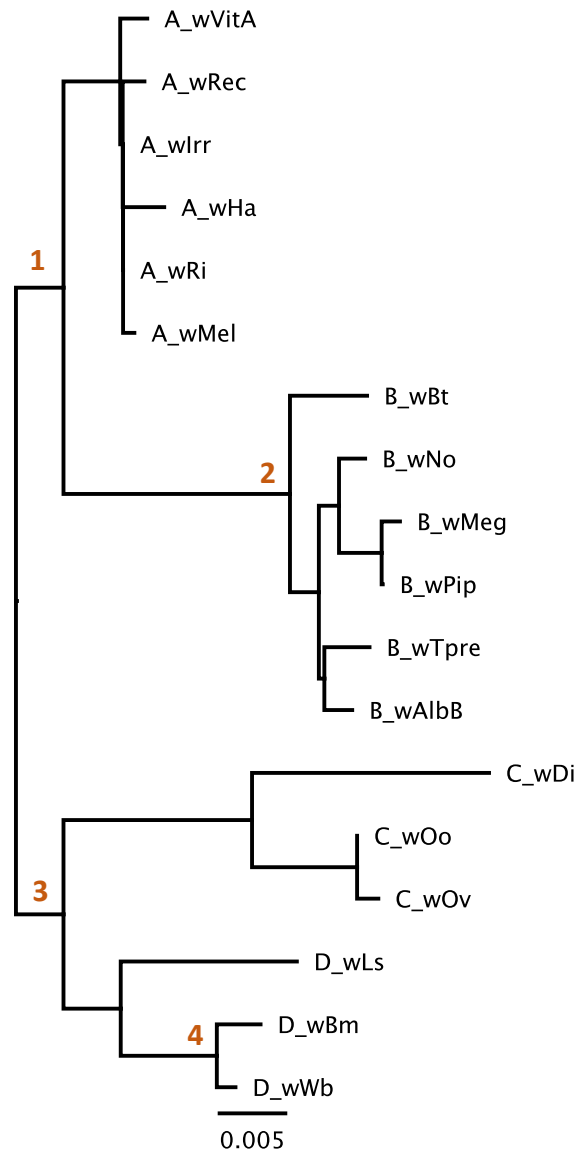 A_wVitA
A_wRec
A_wIrr
A_wHa
1
A_wRi
A_wMel
B_wBt
B_wNo
2
B_wMeg
B_wPip
B_wTpre
B_wAlbB
C_wDi
C_wOo
3
C_wOv
D_wLs
D_wBm
4
D_wWb
0.005